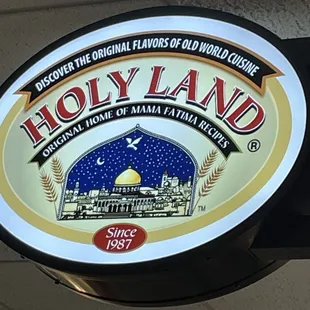 DISCOVER THE ORIGINAL FLAVORS OF OLD WORLD CUISINE
HOLY LAND ®
ORIGINAL HOME OF MAMA FATIMA RECIPES
TM
Since
1987